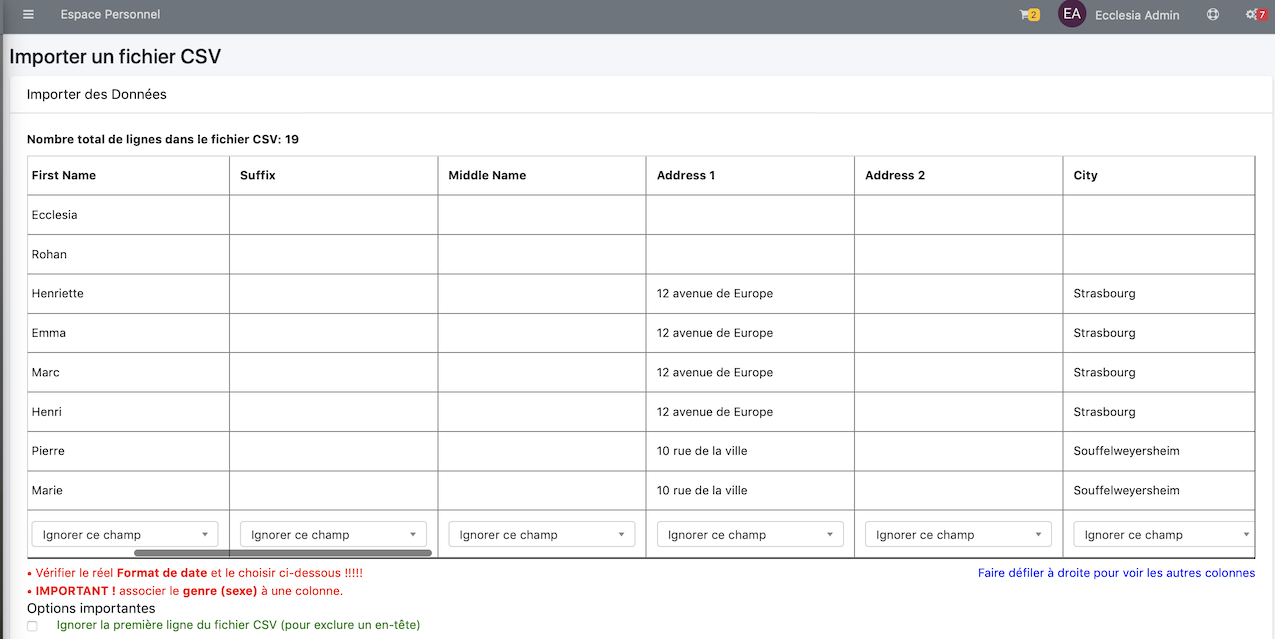 Espace Personnel 2 EA Ecclesia Admin 7
Importer un fichier CSV
Importer des Données
Nombre total de lignes dans le fichier CSV: 19
First Name Suffix Middle Name Address 1 Address 2 City
Ecclesia
Rohan
Henriette 12 avenue de Europe Strasbourg
Emma 12 avenue de Europe Strasbourg
Marc 12 avenue de Europe Strasbourg
Henri 12 avenue de Europe Strasbourg
Pierre 10 rue de la ville Souffelweyersheim
Marie 10 rue de la ville Souffelweyersheim
Ignorer ce champ Ignorer ce champ Ignorer ce champ Ignorer ce champ Ignorer ce champ Ignorer ce champ
• Vérifier le réel Format de date et le choisir ci-dessous !!!!! Faire défiler à droite pour voir les autres colonnes
• IMPORTANT ! associer le genre (sexe) à une colonne.
Options importantes
Ignorer la première ligne du fichier CSV (pour exclure un en-tête)